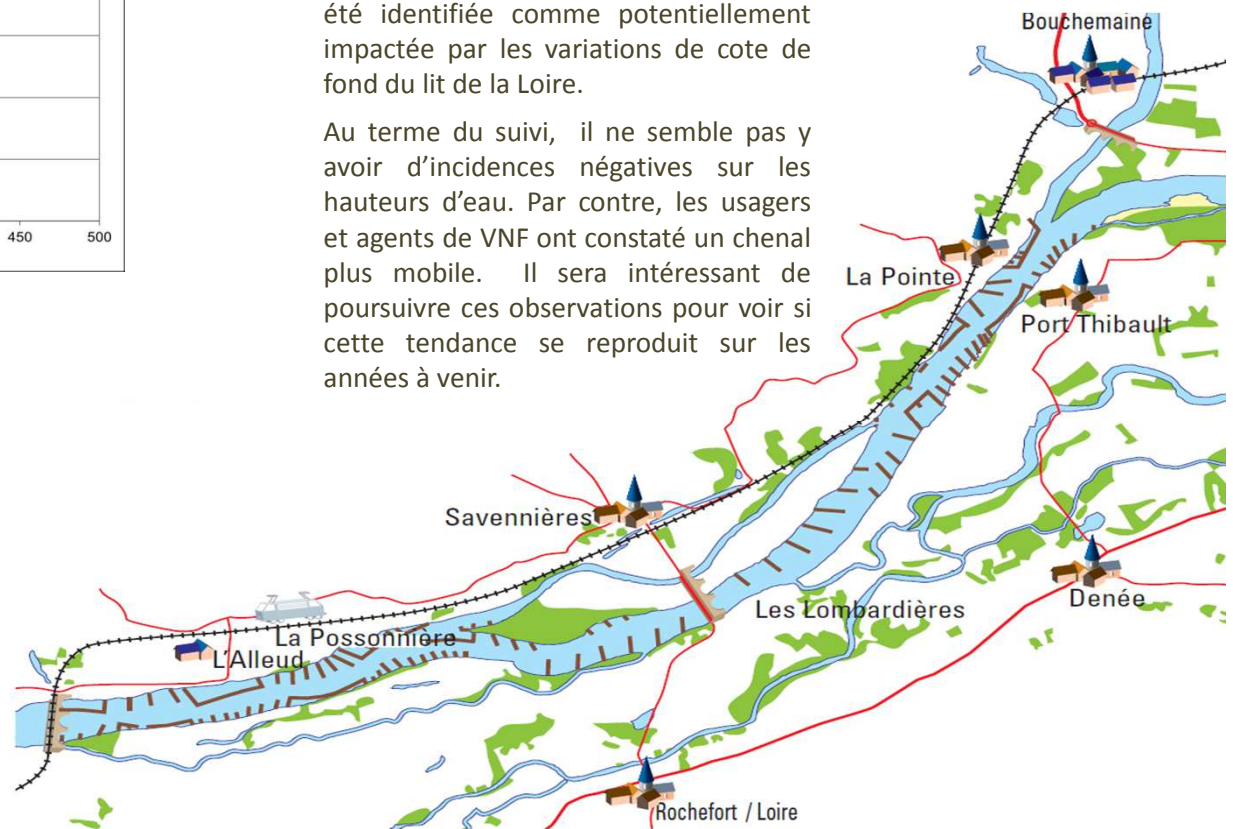 été identifiée comme potentiellement
impactée par les variations de cote de
fond du lit de la Loire.
Au terme du suivi, il ne semble pas y
avoir d'incidences négatives sur les
hauteurs d'eau. Par contre, les usagers
et agents de VNF ont constaté un chenal
plus mobile. Il sera intéressant de
poursuivre ces observations pour voir si
cette tendance se reproduit sur les
années à venir.
450 500
Bouchemaine
La Pointe
Port Thibault
Savennières
Les Lombardières
Denée
La Possonnière
L'Alleud
Rochefort / Loire